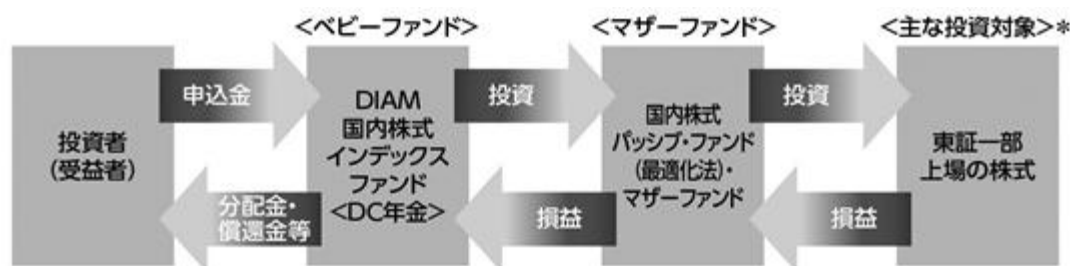 <ベビーファンド>
<マザーファンド>
<主な投資対象>*
投資者
(受益者)
申込金
分配金・
償還金等
DIAM
国内株式
インデックス
ファンド
<DC年金>
投資
損益
国内株式
パッシブ・ファンド
(最適化法)・
マザーファンド
投資
損益
東証一部
上場の株式